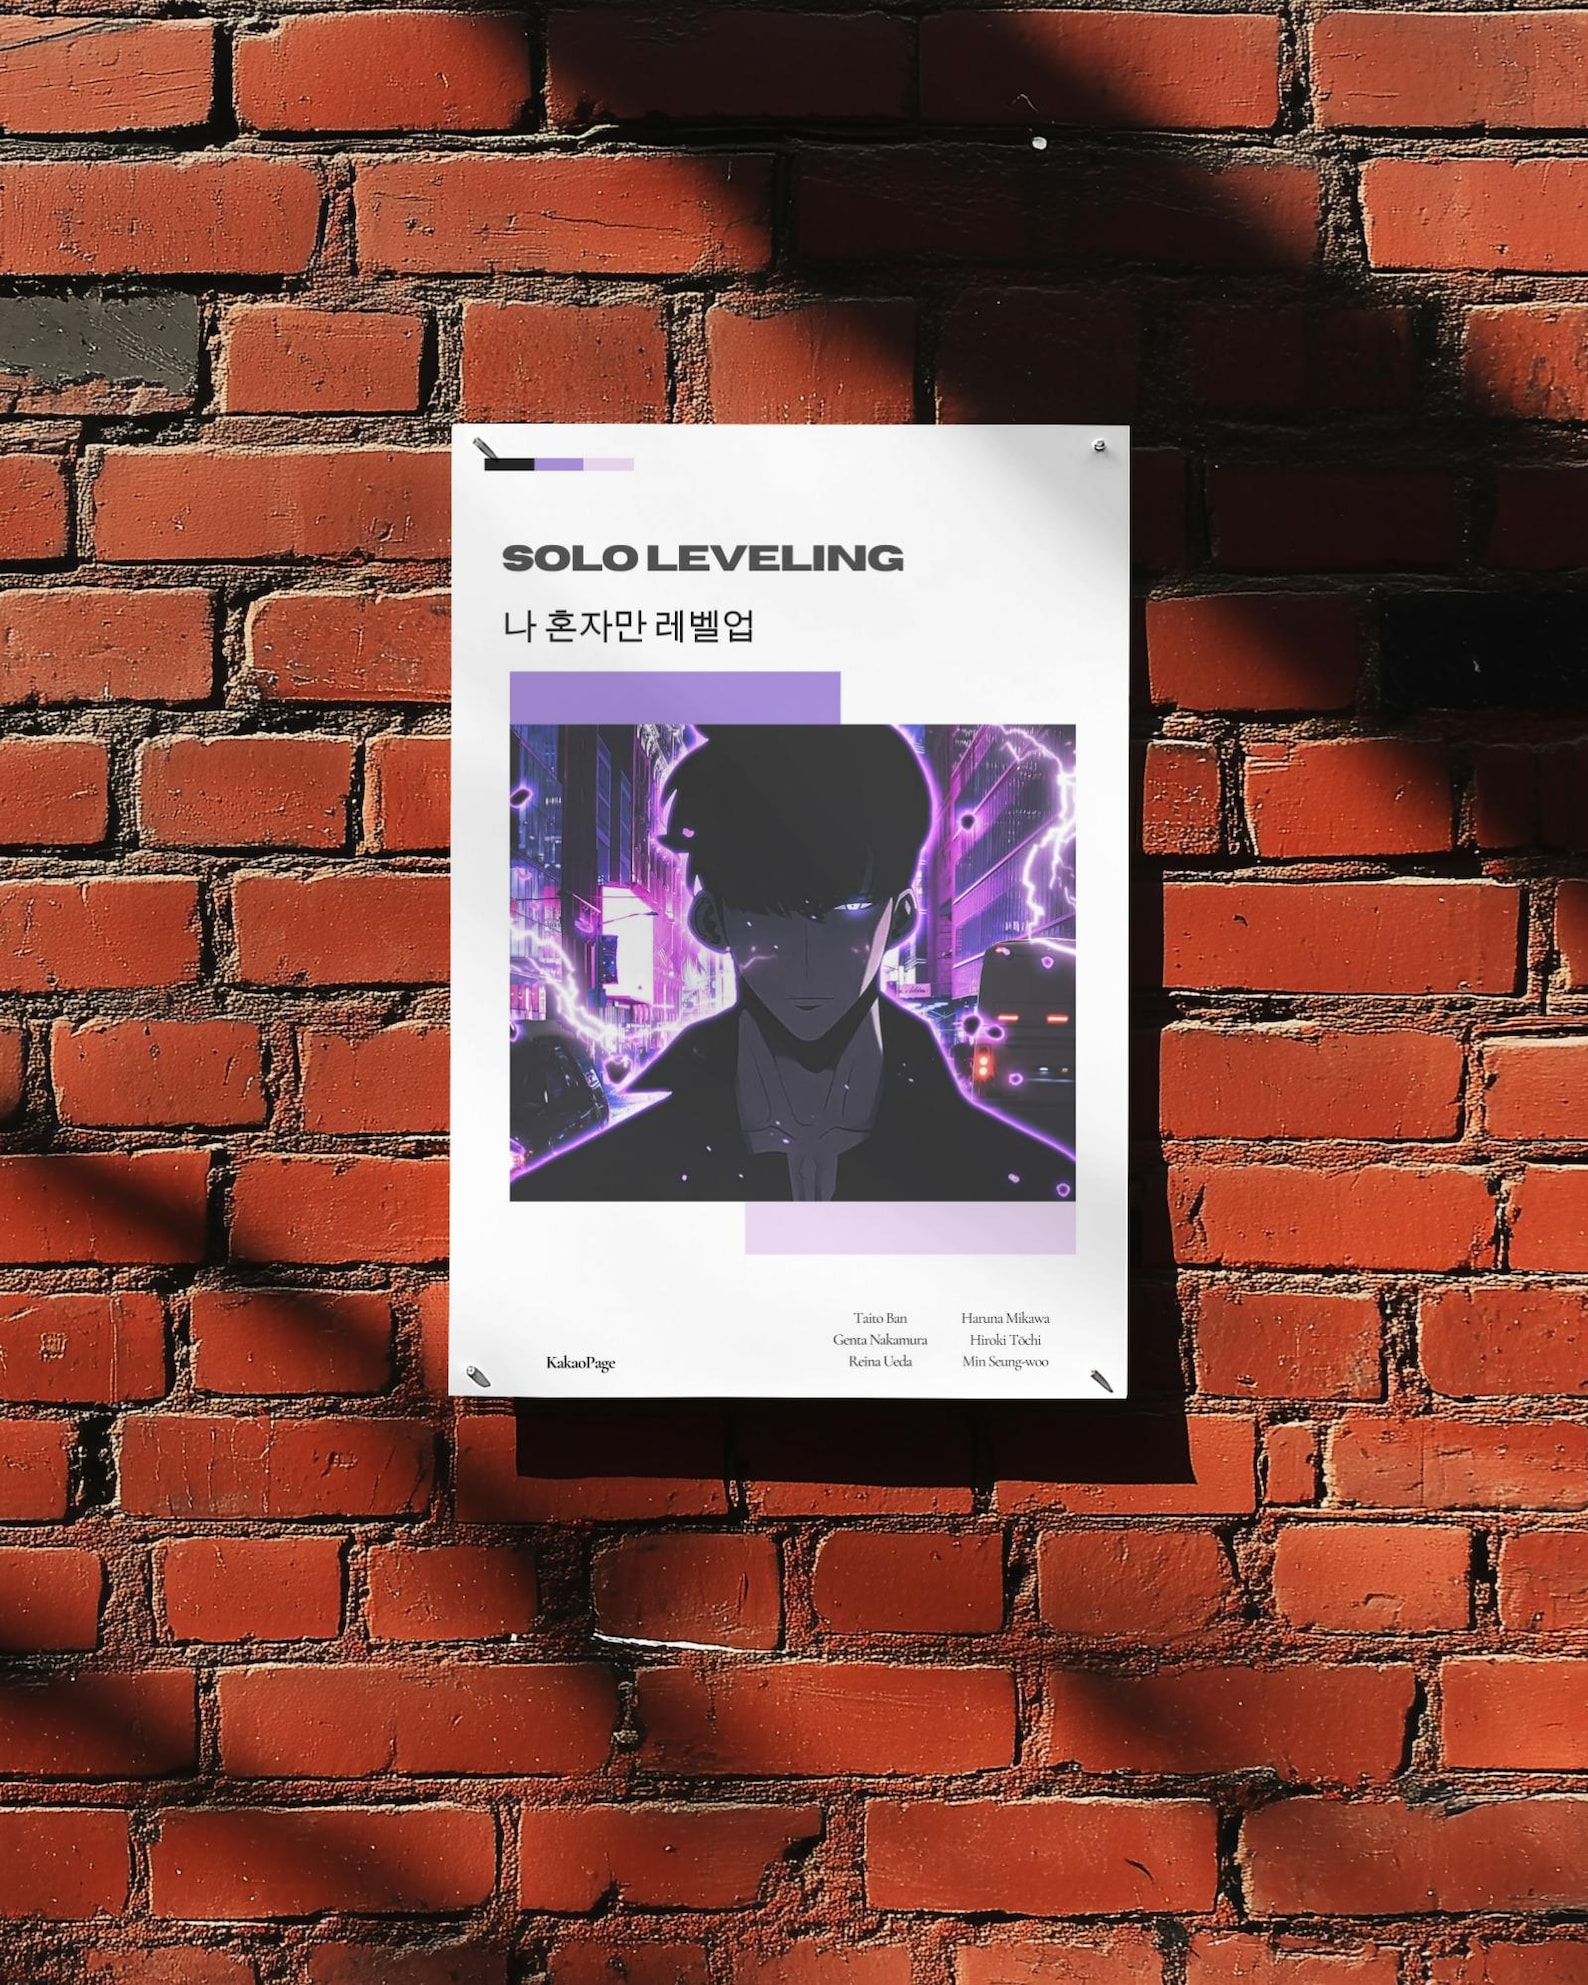 SOLO LEVELING
나 혼자만 레벨업
Taito Ban
Genta Nakamura
Reina Ueda
Haruna Mikawa
Hiroki Tōchi
Min Seung-woo
KakaoPage